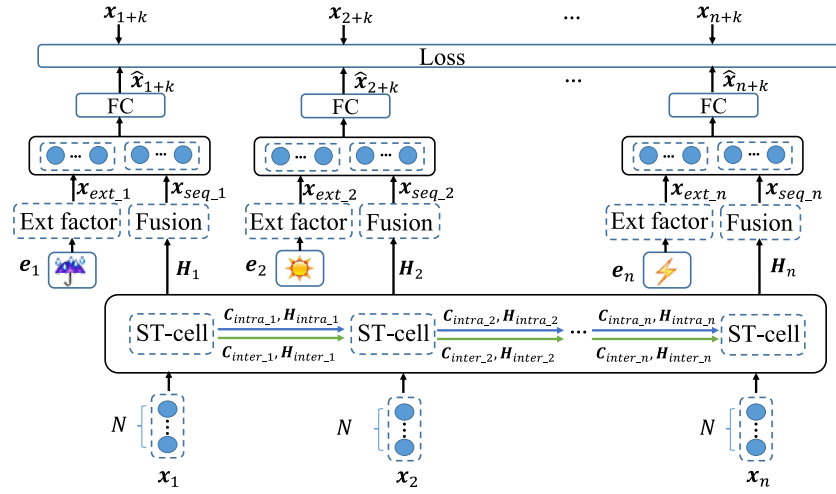 x_{1+k} x_{2+k} ... x_{n+k}
Loss
x̂_{1+k} x̂_{2+k} ... x̂_{n+k}
FC FC FC
... ... ... ... ... ...
x_{ext_1} x_{seq_1} x_{ext_2} x_{seq_2} x_{ext_n} x_{seq_n}
Ext factor Fusion Ext factor Fusion Ext factor Fusion
e_1 H_1 e_2 H_2 e_n H_n
C_{intra_1}, H_{intra_1} C_{intra_2}, H_{intra_2} C_{intra_n}, H_{intra_n}
ST-cell ST-cell ... ST-cell
C_{inter_1}, H_{inter_1} C_{inter_2}, H_{inter_2} C_{inter_n}, H_{inter_n}
N N N
x_1 x_2 x_n